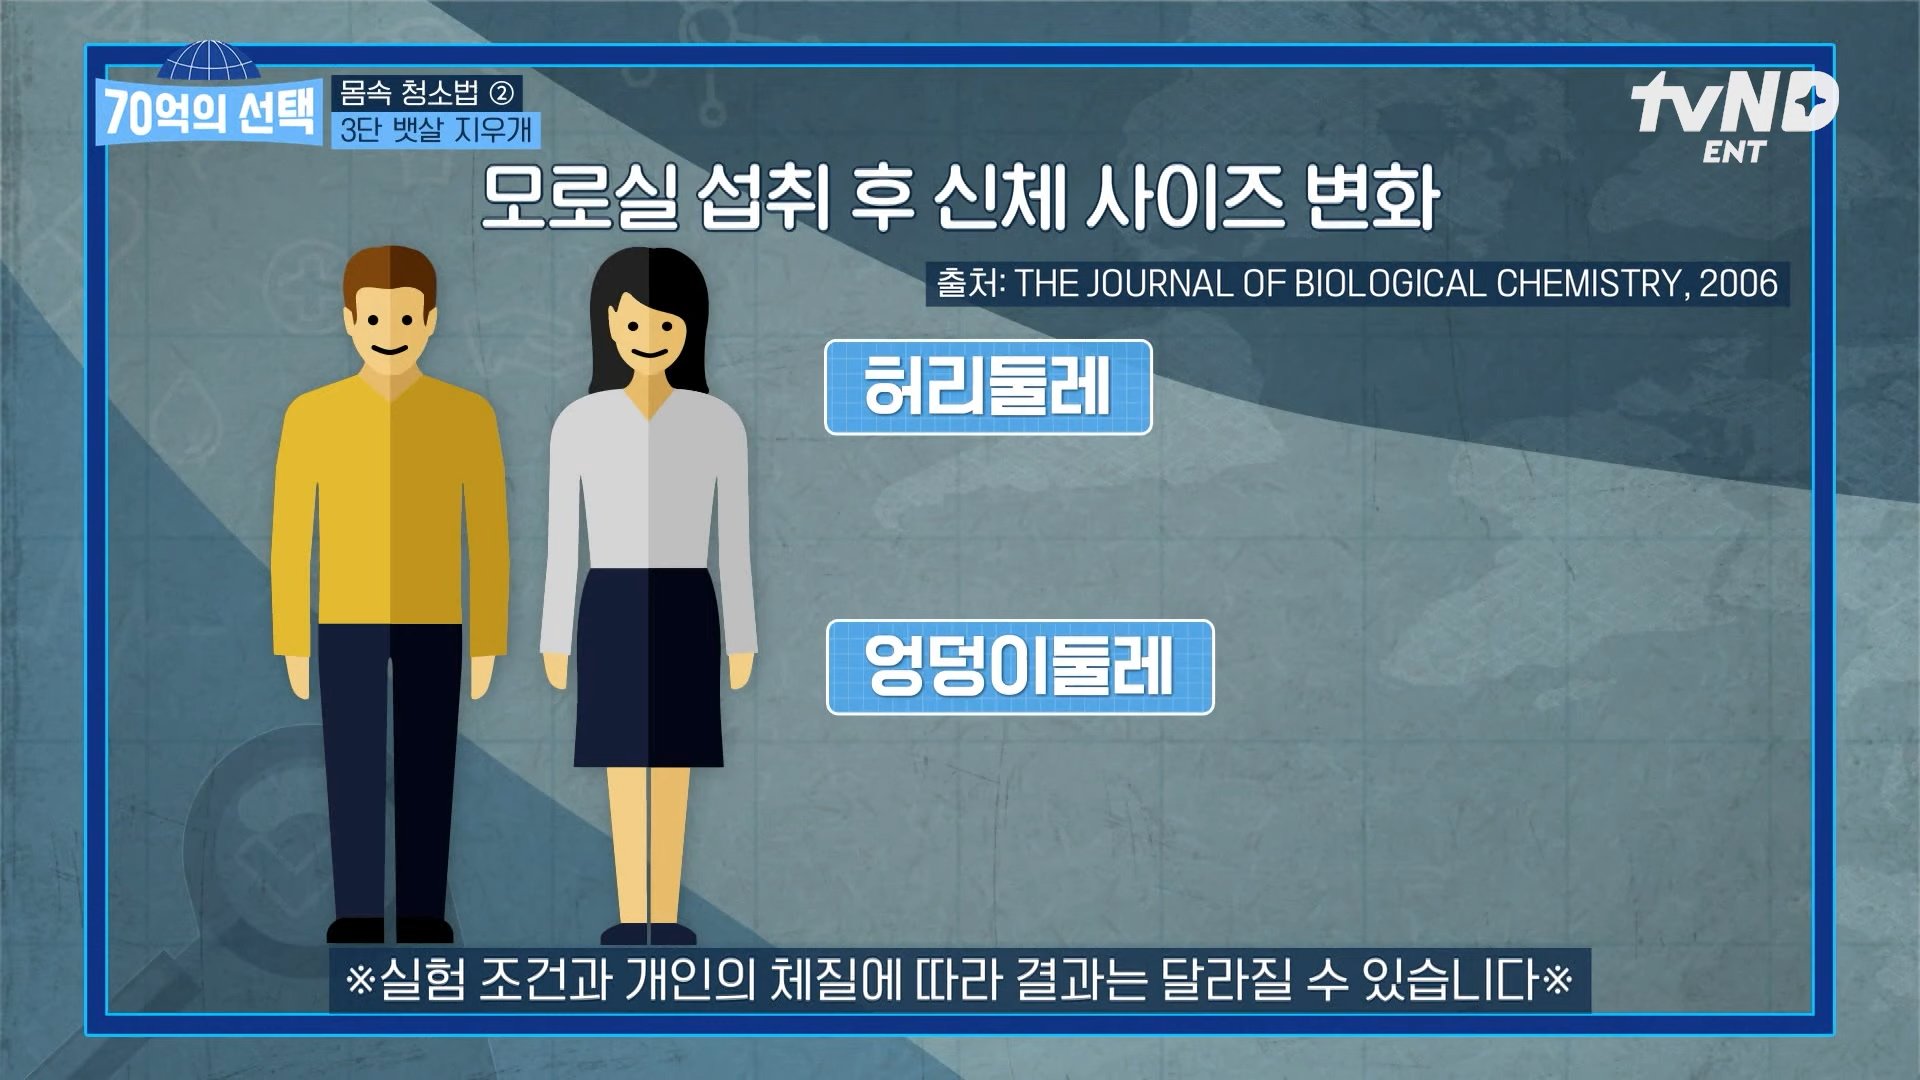 70억의 선택
몸속 청소법 ②
3단 뱃살 지우개
tvND
ENT
모로실 섭취 후 신체 사이즈 변화
출처: THE JOURNAL OF BIOLOGICAL CHEMISTRY, 2006
허리둘레
엉덩이둘레
※실험 조건과 개인의 체질에 따라 결과는 달라질 수 있습니다※